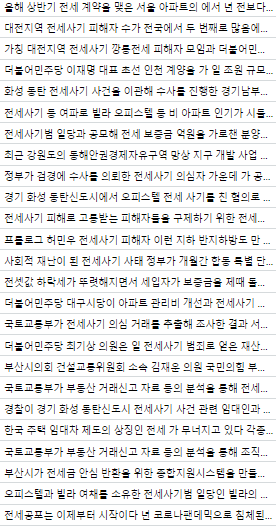 올해 상반기 전세 계약을 맺은 서울 아파트의 에서 년 전보다...
대전지역 전세사기 피해자 수가 전국에서 두 번째로 많음에...
가칭 대전지역 전세사기 깡통전세 피해자 모임과 더불어민...
더불어민주당 이재명 대표 초선 인천 계양을 가 일 조원 규모...
화성 동탄 전세사기 사건을 이관해 수사를 진행한 경기남부...
전세사기 등 여파로 빌라 오피스텔 등 비 아파트 인기가 시들...
전세사기범 일당과 공모해 전세 보증금 억원을 가로챈 분양...
최근 강원도의 동해안권경제자유구역 망상 지구 개발 사업 ...
정부가 검경에 수사를 의뢰한 전세사기 의심자 가운데 가 공...
경기 화성 동탄신도시에서 오피스텔 전세 사기를 친 혐의로 ...
전세사기 피해로 고통받는 피해자들을 구제하기 위한 전세...
프롤로그 허민우 전세사기 피해자 이런 지하 반지하방도 만 ...
사회적 재난이 된 전세사기 사태 정부가 개월간 합동 특별 단...
전셋값 하락세가 뚜렷해지면서 세입자가 보증금을 제때 돌...
더불어민주당 대구시당이 아파트 관리비 개선과 전세사기 ...
국토교통부가 전세사기 의심 거래를 추출해 조사한 결과 서...
더불어민주당 최기상 의원은 일 전세사기 범죄로 얻은 재산...
부산시의회 건설교통위원회 소속 김재운 의원 국민의힘 부...
국토교통부가 부동산 거래신고 자료 등의 분석을 통해 전세...
경찰이 경기 화성 동탄신도시 전세사기 사건 관련 임대인과 ...
한국 주택 임대차 제도의 상징인 전세 가 무너지고 있다 각종...
국토교통부가 부동산 거래신고 자료 등의 분석을 통해 조직...
부산시가 전세금 안심 반환을 위한 종합지원시스템을 만들...
오피스텔과 빌라 여채를 소유한 전세사기범 일당인 빌라의 ...
전세공포는 이제부터 시작이다 년 코로나팬데믹으로 침체된...